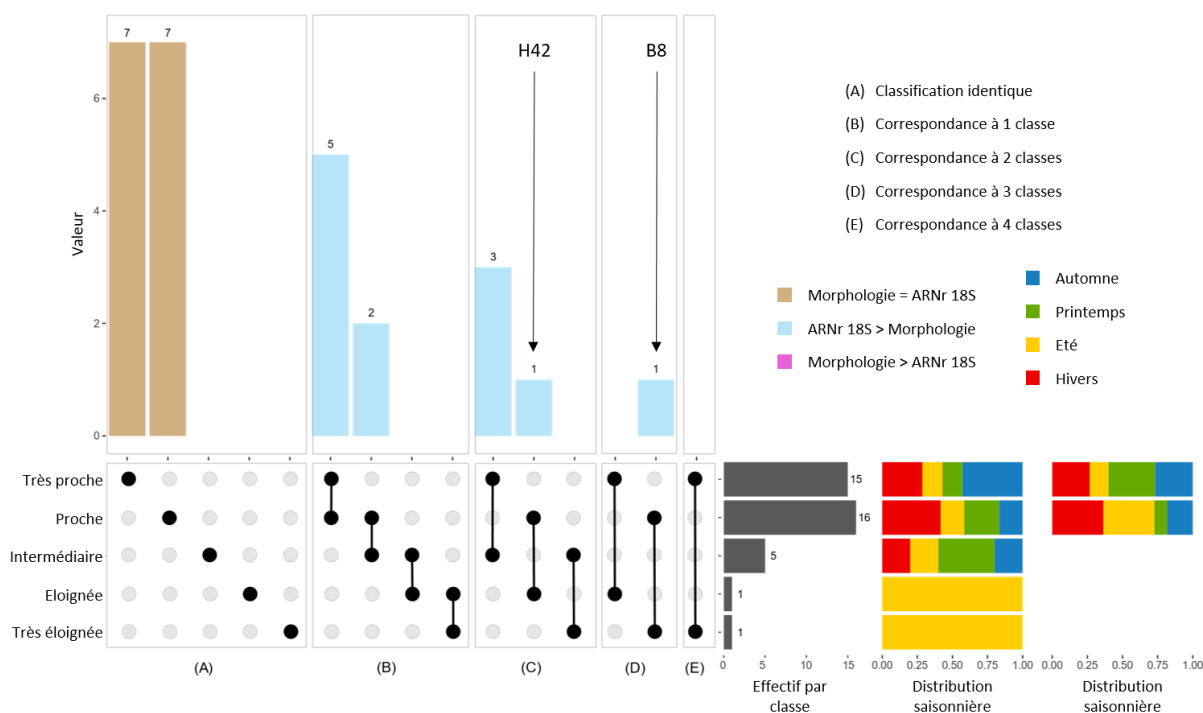 7
7
H42
B8
6
5
4
3
2
2
1
1
0
Valeur
(A) Classification identique
(B) Correspondance à 1 classe
(C) Correspondance à 2 classes
(D) Correspondance à 3 classes
(E) Correspondance à 4 classes
Morphologie = ARNr 18S
ARNr 18S > Morphologie
Morphologie > ARNr 18S
Automne
Printemps
Eté
Hivers
Très proche
15
Proche
16
Intermédiaire
5
Eloignée
1
Très éloignée
1
(A)
(B)
(C)
(D)
(E)
0 5 10 15
0.00 0.25 0.50 0.75 1.00
0.00 0.25 0.50 0.75 1.00
Effectif par
classe
Distribution
saisonnière
Distribution
saisonnière